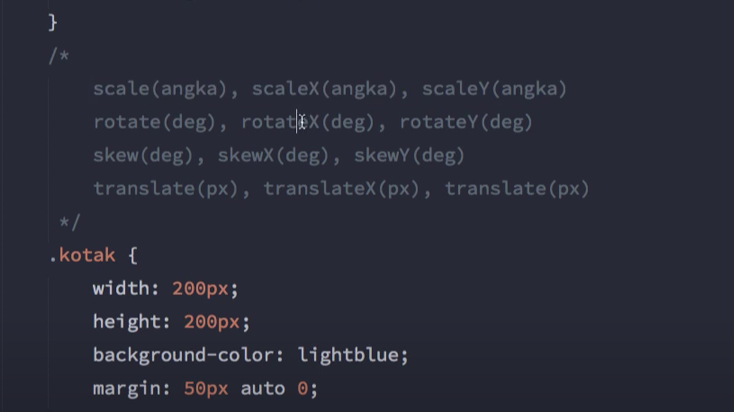 }
/*
scale(angka), scaleX(angka), scaleY(angka)
rotate(deg), rotateX(deg), rotateY(deg)
skew(deg), skewX(deg), skewY(deg)
translate(px), translateX(px), translate(px)
*/
.kotak {
width: 200px;
height: 200px;
background-color: lightblue;
margin: 50px auto 0;